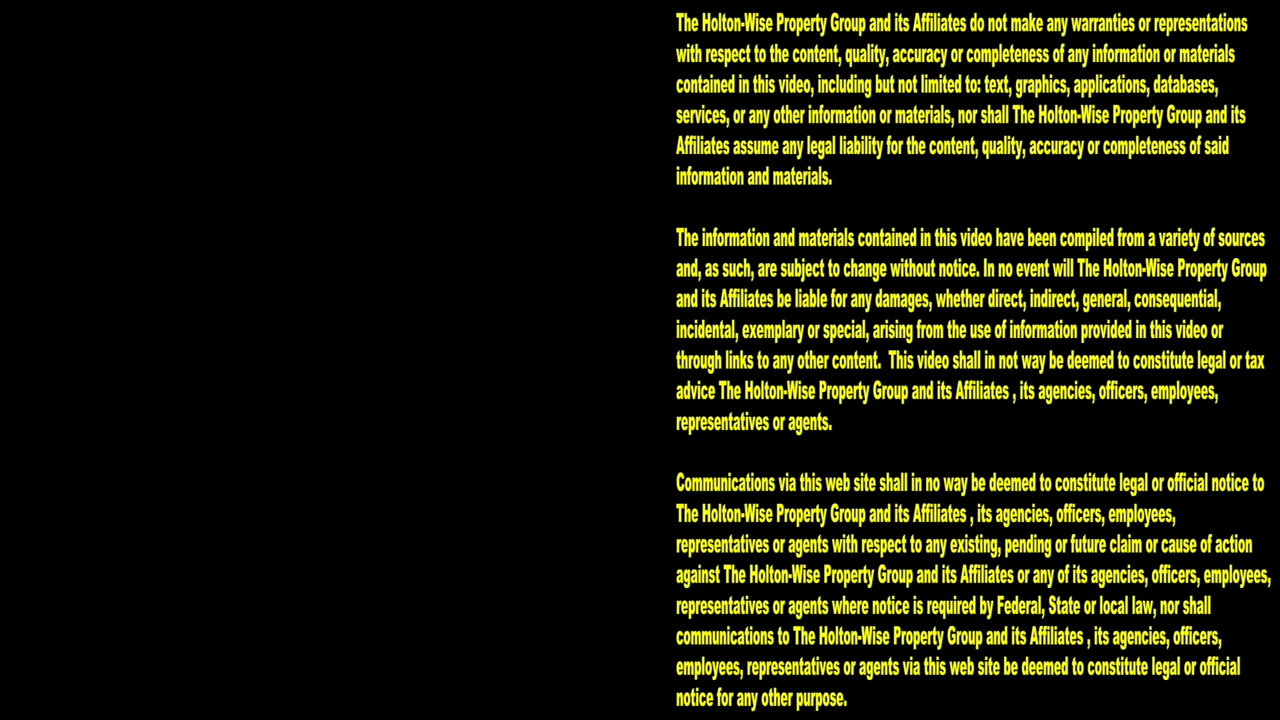 The Holton-Wise Property Group and its Affiliates do not make any warranties or representations
with respect to the content, quality, accuracy or completeness of any information or materials
contained in this video, including but not limited to: text, graphics, applications, databases,
services, or any other information or materials, nor shall The Holton-Wise Property Group and its
Affiliates assume any legal liability for the content, quality, accuracy or completeness of said
information and materials.
The information and materials contained in this video have been compiled from a variety of sources
and, as such, are subject to change without notice. In no event will The Holton-Wise Property Group
and its Affiliates be liable for any damages, whether direct, indirect, general, consequential,
incidental, exemplary or special, arising from the use of information provided in this video or
through links to any other content.  This video shall in not way be deemed to constitute legal or tax
advice The Holton-Wise Property Group and its Affiliates , its agencies, officers, employees,
representatives or agents.
Communications via this web site shall in no way be deemed to constitute legal or official notice to
The Holton-Wise Property Group and its Affiliates , its agencies, officers, employees,
representatives or agents with respect to any existing, pending or future claim or cause of action
against The Holton-Wise Property Group and its Affiliates or any of its agencies, officers, employees,
representatives or agents where notice is required by Federal, State or local law, nor shall
communications to The Holton-Wise Property Group and its Affiliates , its agencies, officers,
employees, representatives or agents via this web site be deemed to constitute legal or official
notice for any other purpose.